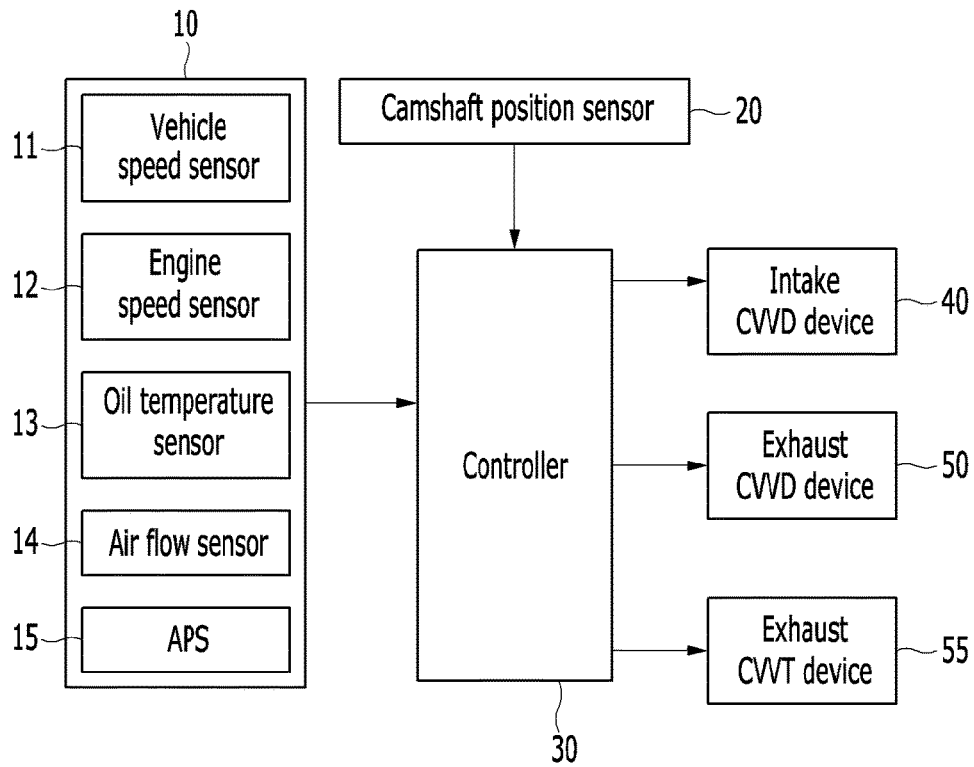 10
11
Vehicle
speed sensor
12
Engine
speed sensor
13
Oil temperature
sensor
14
Air flow sensor
15
APS
Camshaft position sensor
20
Controller
30
Intake
CVVD device
40
Exhaust
CVVD device
50
Exhaust
CVVT device
55